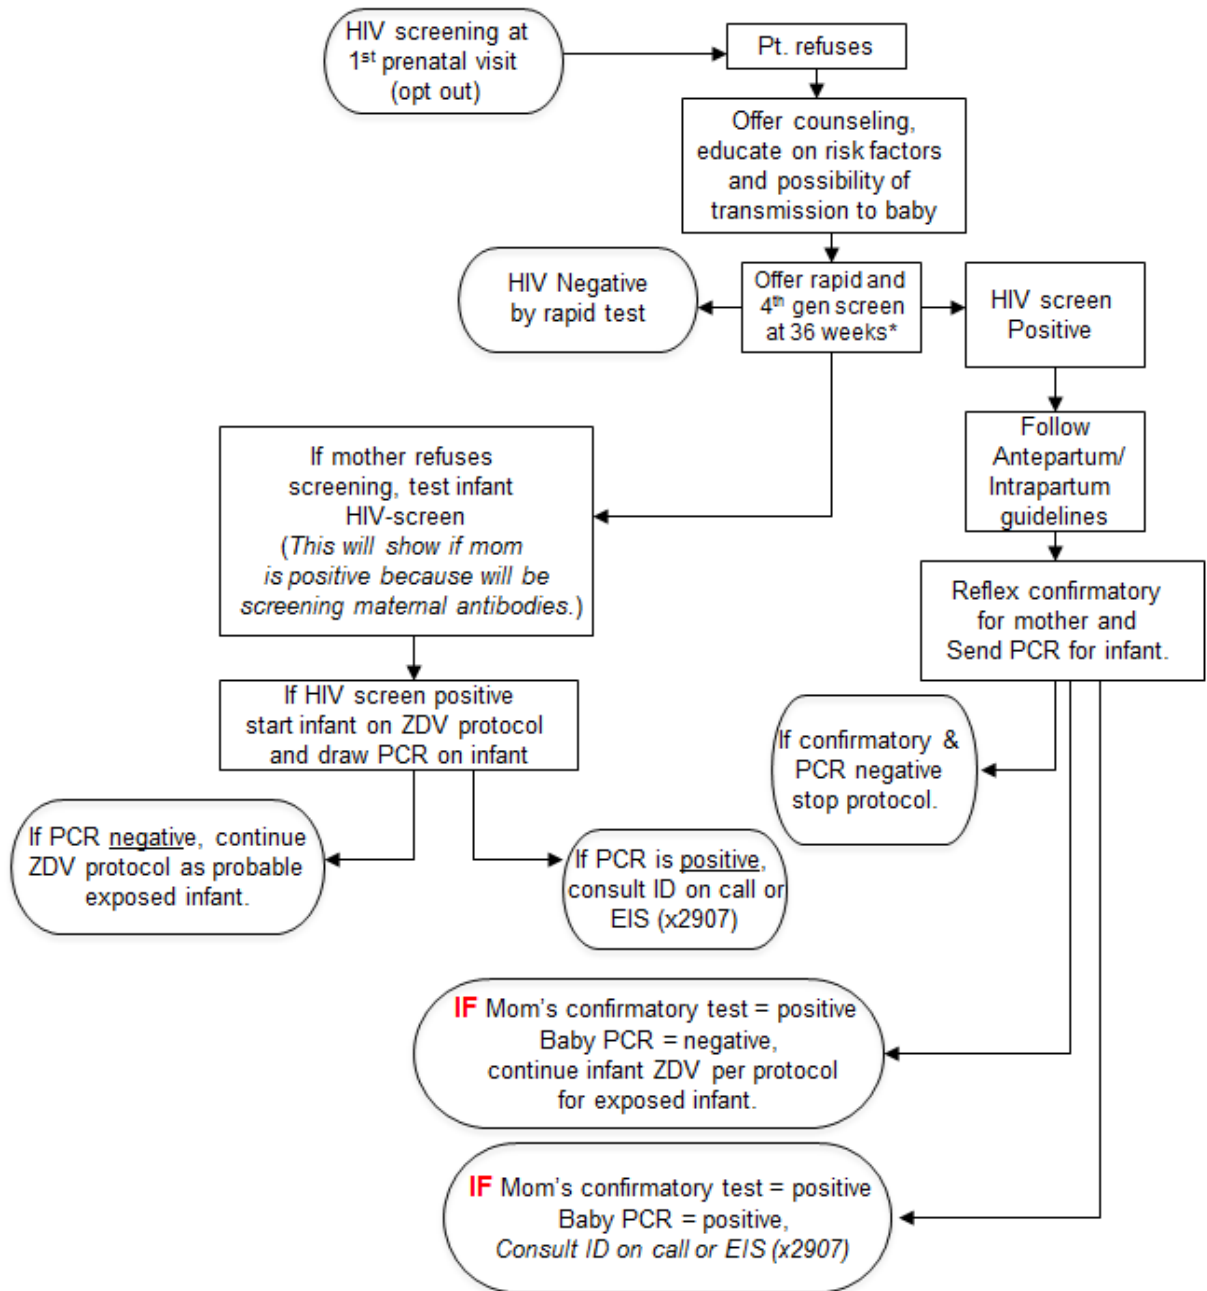 HIV screening at
1st prenatal visit
(opt out)
Pt. refuses
Offer counseling,
educate on risk factors
and possibility of
transmission to baby
HIV Negative
by rapid test
Offer rapid and
4th gen screen
at 36 weeks*
HIV screen
Positive
If mother refuses
screening, test infant
HIV-screen
(This will show if mom
is positive because will be
screening maternal antibodies.)
Follow
Antepartum/
Intrapartum
guidelines
Reflex confirmatory
for mother and
Send PCR for infant.
If HIV screen positive
start infant on ZDV protocol
and draw PCR on infant
If confirmatory &
PCR negative
stop protocol.
If PCR negative, continue
ZDV protocol as probable
exposed infant.
If PCR is positive,
consult ID on call or
EIS (x2907)
IF Mom's confirmatory test = positive
Baby PCR = negative,
continue infant ZDV per protocol
for exposed infant.
IF Mom's confirmatory test = positive
Baby PCR = positive,
Consult ID on call or EIS (x2907)